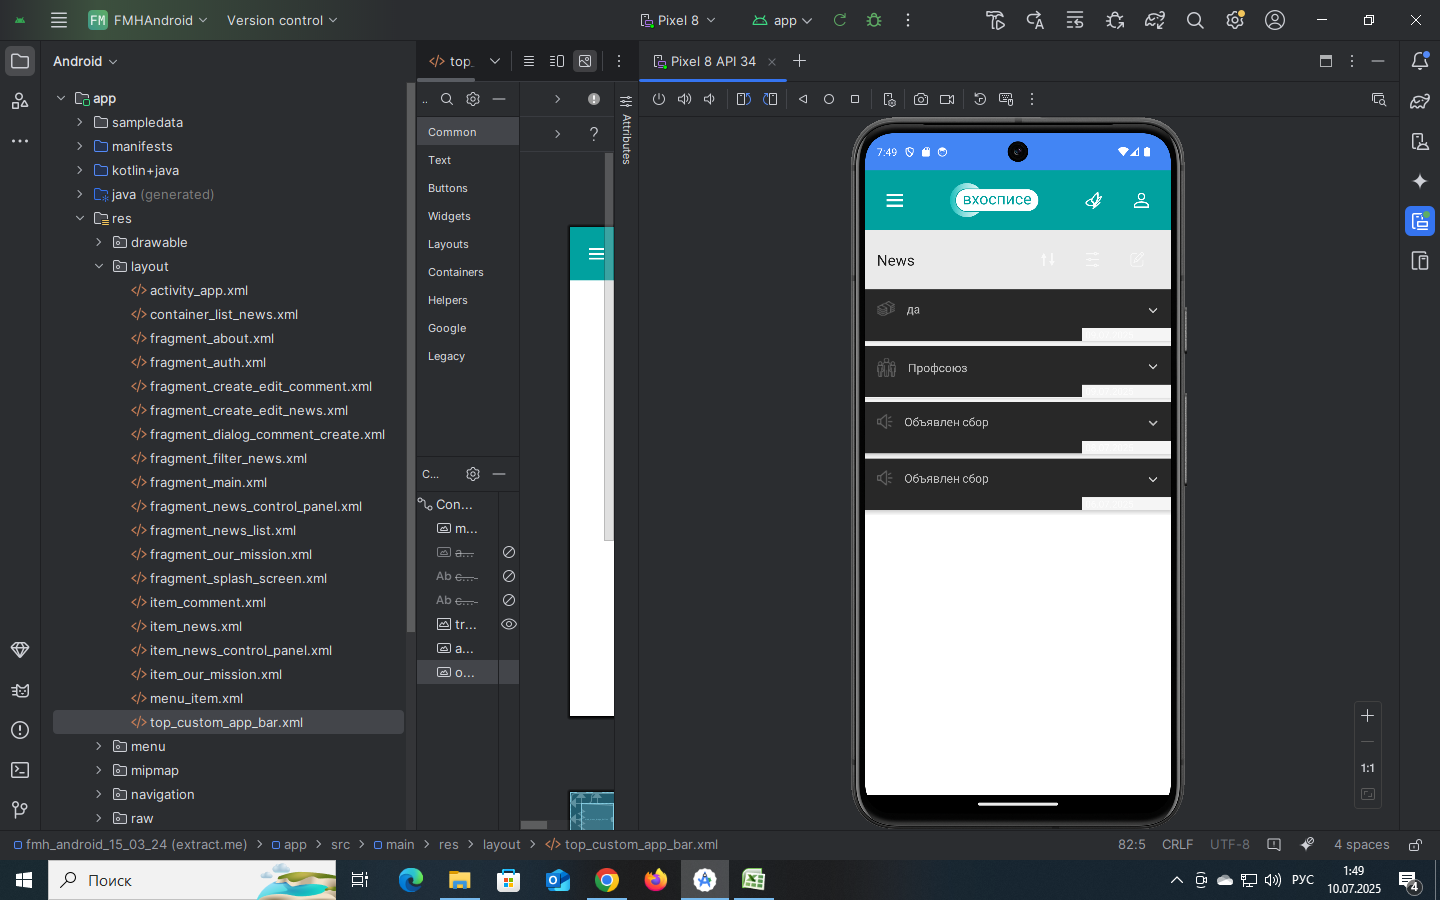 FM FMHAndroid Version control Pixel 8 app
Android
app
sampledata
manifests
kotlin+java
java (generated)
res
drawable
layout
activity_app.xml
container_list_news.xml
fragment_about.xml
fragment_auth.xml
fragment_create_edit_comment.xml
fragment_create_edit_news.xml
fragment_dialog_comment_create.xml
fragment_filter_news.xml
fragment_main.xml
fragment_news_control_panel.xml
fragment_news_list.xml
fragment_our_mission.xml
fragment_splash_screen.xml
item_comment.xml
item_news.xml
item_news_control_panel.xml
item_our_mission.xml
menu_item.xml
top_custom_app_bar.xml
menu
mipmap
navigation
raw
top_
..
Common
Text
Buttons
Widgets
Layouts
Containers
Helpers
Google
Legacy
C...
Con...
m...
a...
Ab c...
Ab c...
tr...
a...
o...
?
Attributes
Pixel 8 API 34
7:49
вхосписе
News
да
Профсоюз
Объявлен сбор
Объявлен сбор
1:1
fmh_android_15_03_24 (extract.me) app src main res layout top_custom_app_bar.xml 82:5 CRLF UTF-8 4 spaces
Поиск
РУС
1:49
10.07.2025
4